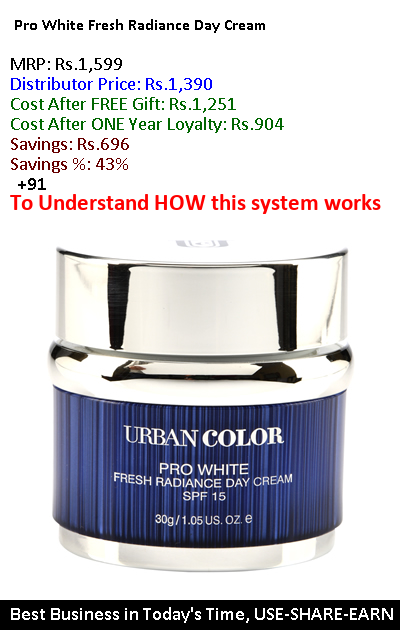 Pro White Fresh Radiance Day Cream
MRP: Rs.1,599
Distributor Price: Rs.1,390
Cost After FREE Gift: Rs.1,251
Cost After ONE Year Loyalty: Rs.904
Savings: Rs.696
Savings %: 43%
+91
To Understand HOW this system works
URBAN COLOR
PRO WHITE
FRESH RADIANCE DAY CREAM
SPF 15
30g/1.05 US. OZ. e
Best Business in Today's Time, USE-SHARE-EARN